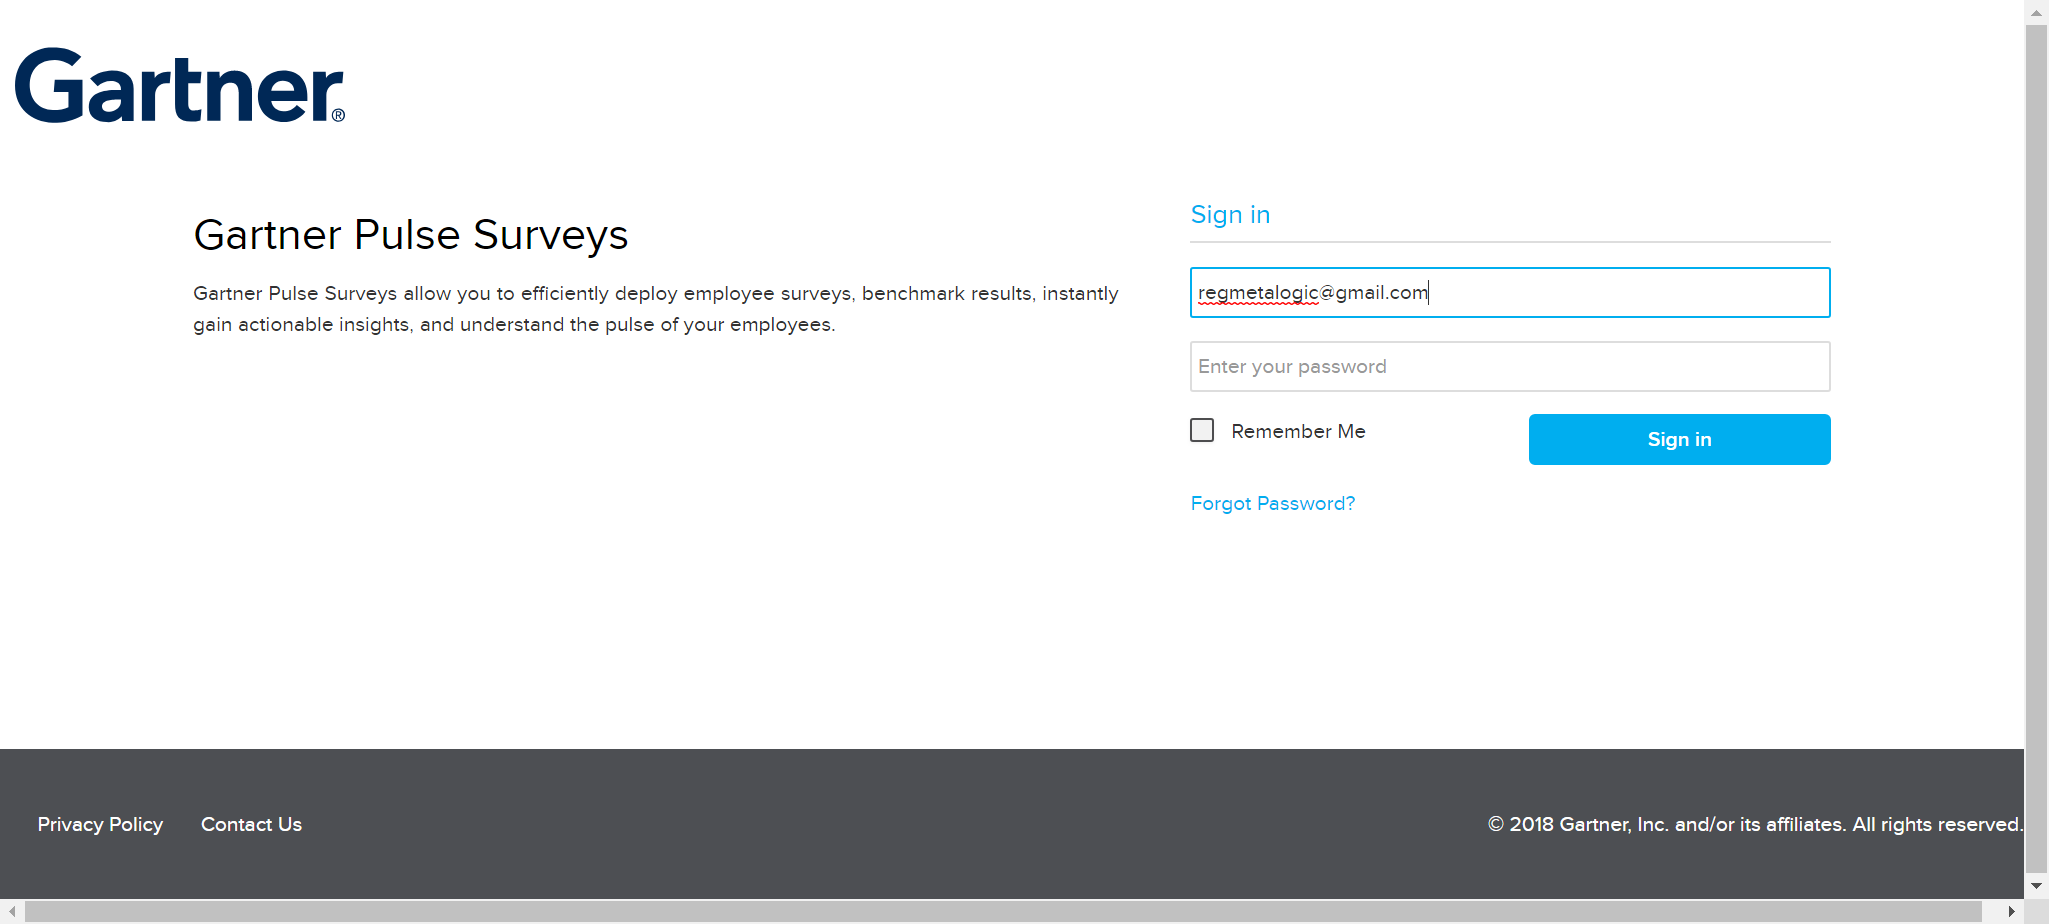 Gartner®
Gartner Pulse Surveys
Gartner Pulse Surveys allow you to efficiently deploy employee surveys, benchmark results, instantly
gain actionable insights, and understand the pulse of your employees.
Sign in
regmetalogic@gmail.com
Enter your password
Remember Me
Sign in
Forgot Password?
Privacy Policy
Contact Us
© 2018 Gartner, Inc. and/or its affiliates. All rights reserved.